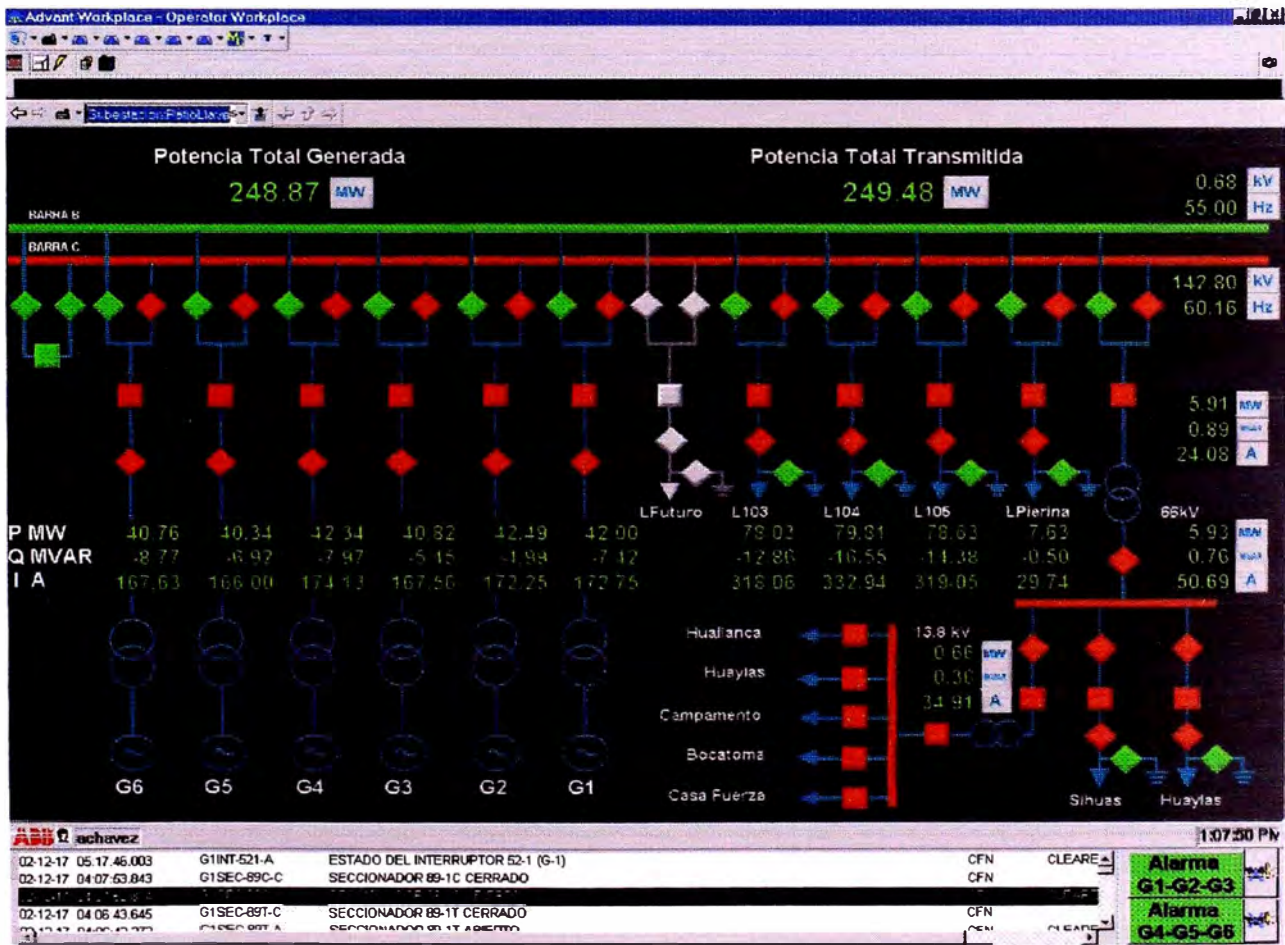 Advant Workplace - Operator Workplace
Potencia Total Generada
Potencia Total Transmitida
248.87 MW
249.48 MW
0.68 kV
55.00 Hz
BARRA B
BARRA C
142.80 kV
60.16 Hz
5.91 MW
0.89
24.08 A
LFuturo L103 L104 L105 LPierina 66kV
P MW 40.76 40.34 42.34 40.82 42.49 42.00 78.03 79.81 78.63 7.63 5.93 MW
Q MVAR -8.77 -6.92 -7.97 -5.15 -7.42 -12.86 -16.55 -14.38 -0.50 0.76
I A 167.63 166.00 174.13 167.56 172.25 172.75 318.06 332.94 319.05 29.74 50.69 A
Huallanca
13.8 kV
0.66 MW
Huaylas
0.36
34.91 A
Campamento
Bocatoma
Casa Fuerza
G6 G5 G4 G3 G2 G1
Sihuas Huaylas
ABB achavez
1:07:50 PM
02-12-17 05.17.46.003 G1INT-521-A ESTADO DEL INTERRUPTOR 52-1 (G-1) CFN CLEARE
02-12-17 04:07:53.843 G1SEC-89C-C SECCIONADOR 89-1C CERRADO CFN
02-12-17 04 06 43.645 G1SEC-89T-C SECCIONADOR 89-1T CERRADO CFN
Alarma
G1-G2-G3
Alarma
G4-G5-G6